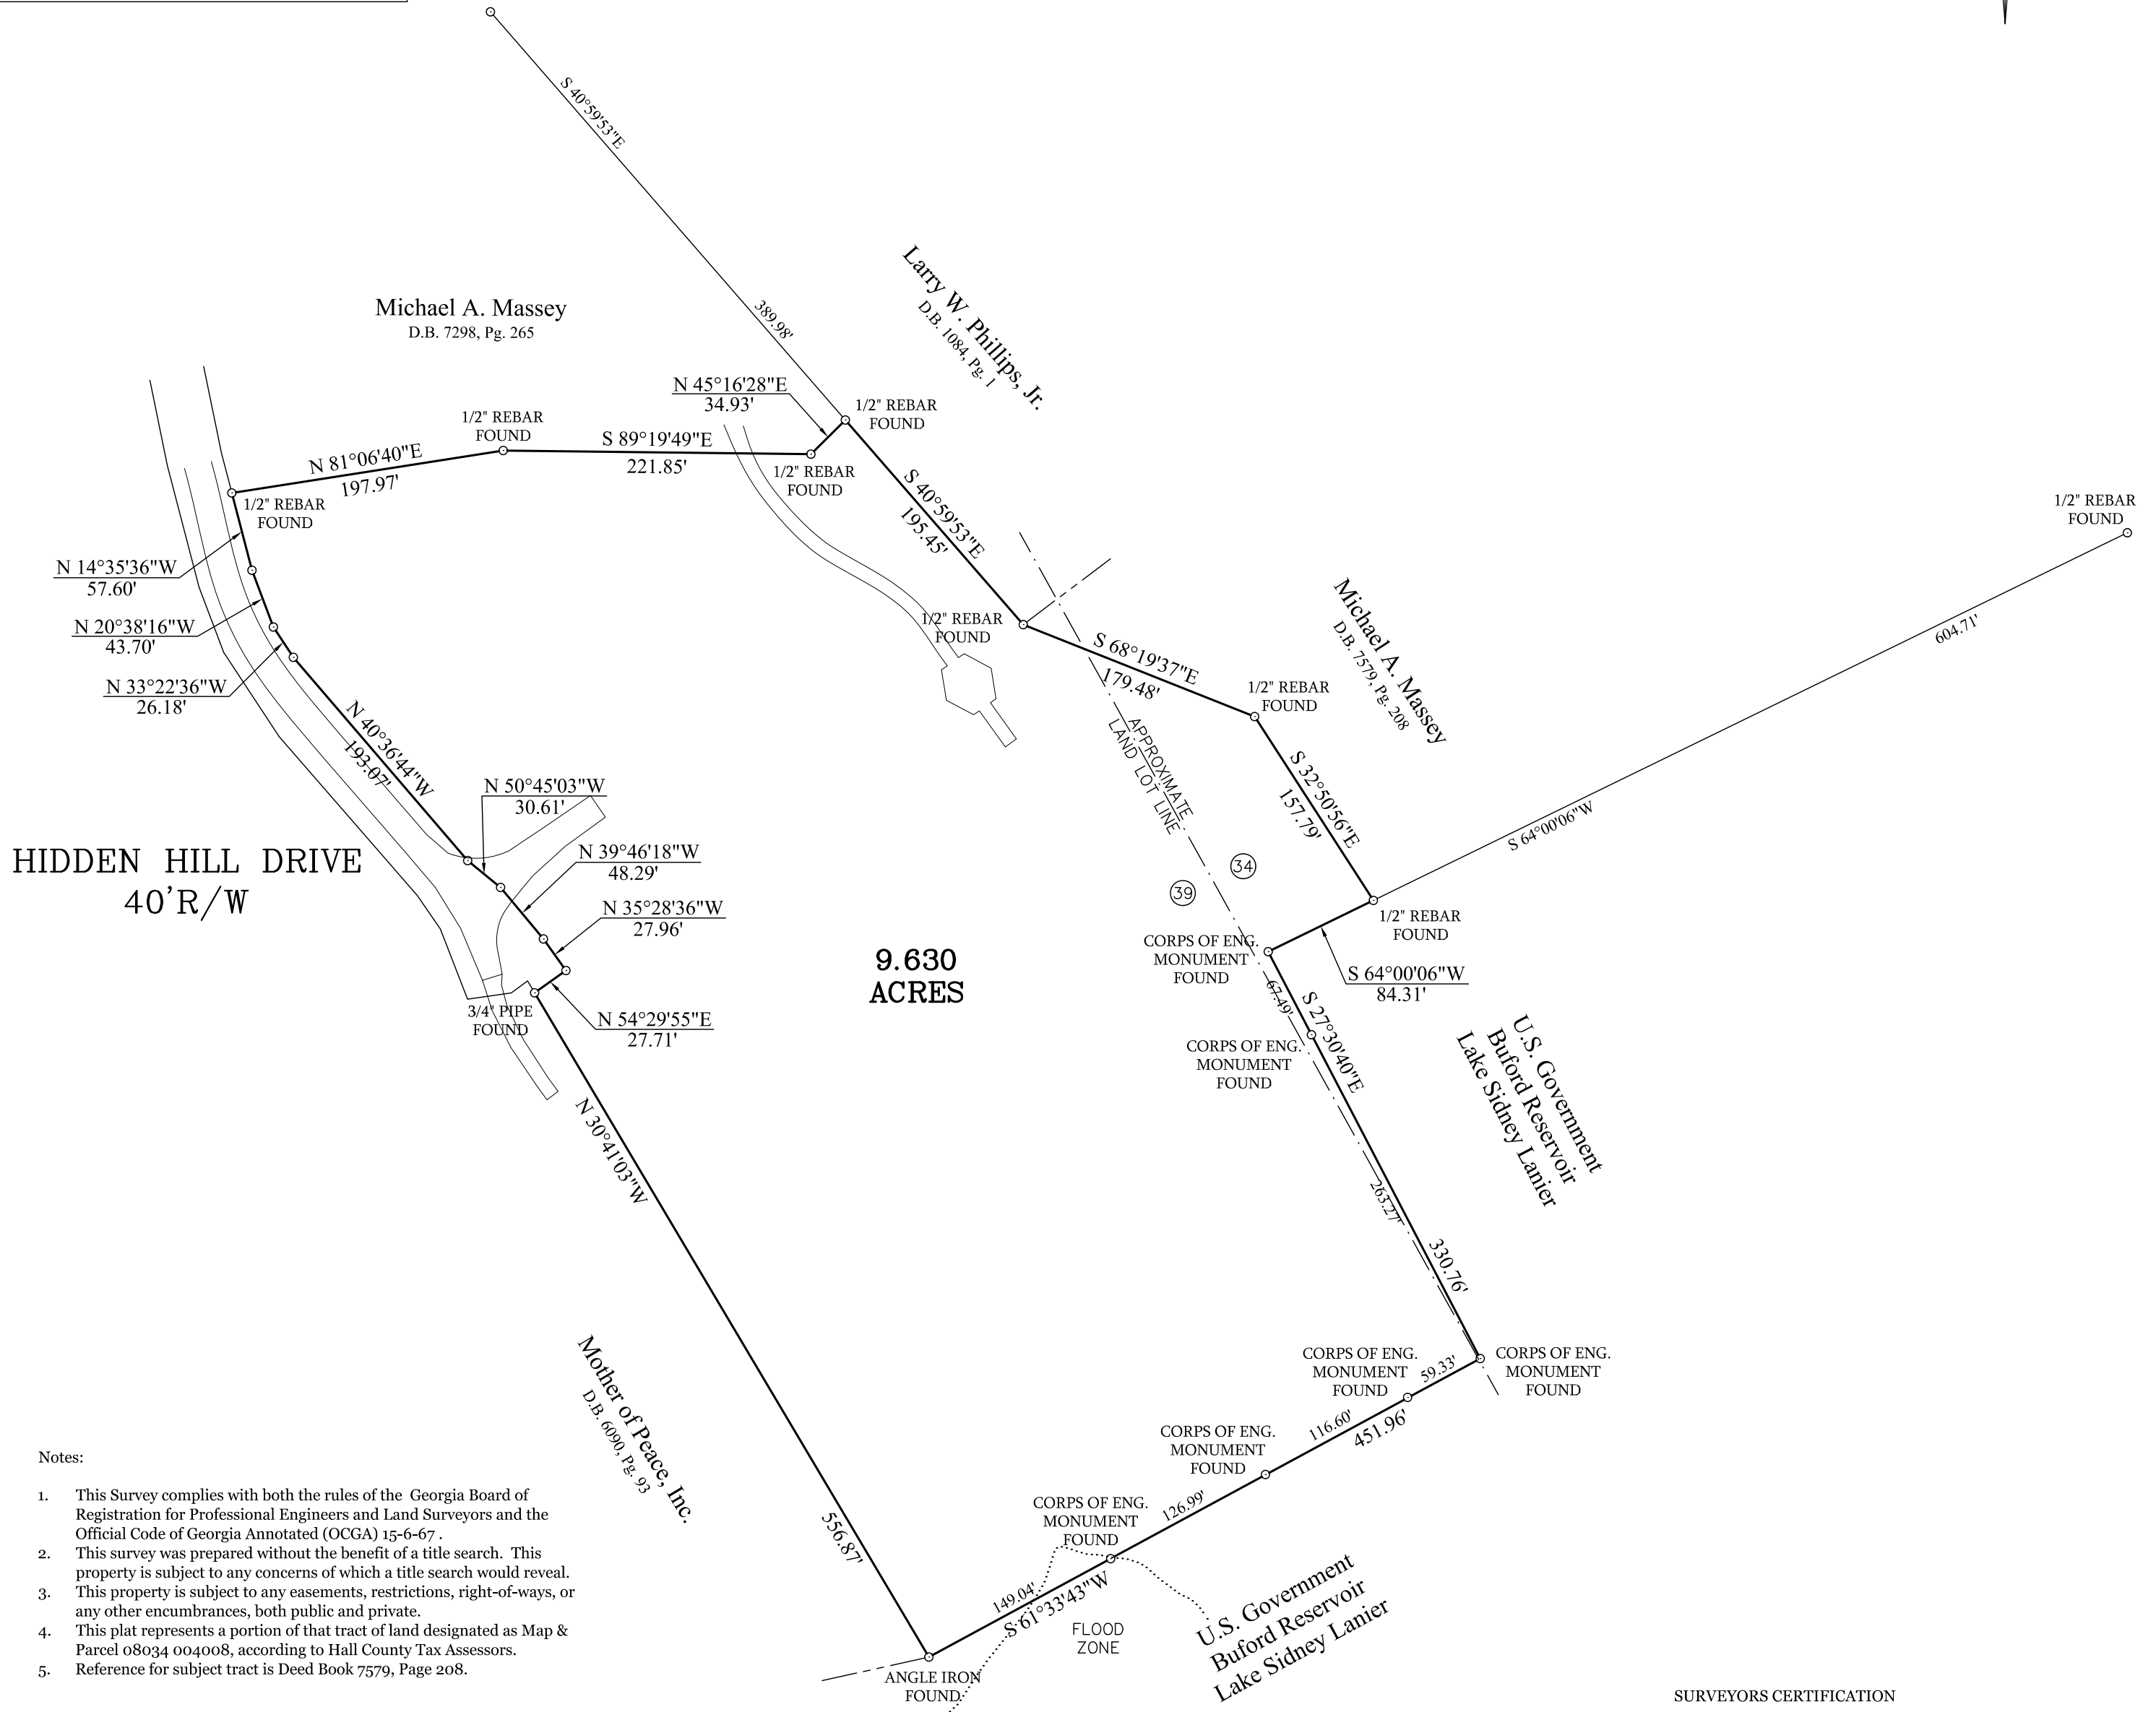 S 40°59'53"E
389.98'
Larry W. Phillips, Jr.
D.B. 1084, Pg. 1
Michael A. Massey
D.B. 7298, Pg. 265
N 45°16'28"E
34.93'
1/2" REBAR
FOUND
1/2" REBAR
FOUND
S 89°19'49"E
221.85'
1/2" REBAR
FOUND
N 81°06'40"E
197.97'
1/2" REBAR
FOUND
S 40°59'53"E
195.45'
1/2" REBAR
FOUND
N 14°35'36"W
57.60'
N 20°38'16"W
43.70'
N 33°22'36"W
26.18'
1/2" REBAR
FOUND
S 68°19'37"E
179.48'
Michael A. Massey
D.B. 7579, Pg. 208
604.71'
1/2" REBAR
FOUND
N 40°36'44"W
193.07'
APPROXIMATE
LAND LOT LINE
S 32°50'56"E
157.79'
S 64°00'06"W
N 50°45'03"W
30.61'
HIDDEN HILL DRIVE
40'R/W
N 39°46'18"W
48.29'
34
39
N 35°28'36"W
27.96'
1/2" REBAR
FOUND
CORPS OF ENG.
MONUMENT
FOUND
9.630
ACRES
S 64°00'06"W
84.31'
3/4" PIPE
FOUND
N 54°29'55"E
27.71'
67.49'
S 27°30'40"E
CORPS OF ENG.
MONUMENT
FOUND
U.S. Government
Buford Reservoir
Lake Sidney Lanier
N 30°41'03"W
263.27'
330.76'
Mother of Peace, Inc.
D.B. 6090, Pg. 93
CORPS OF ENG.
MONUMENT
FOUND
59.33'
CORPS OF ENG.
MONUMENT
FOUND
116.60'
451.96'
CORPS OF ENG.
MONUMENT
FOUND
126.99'
CORPS OF ENG.
MONUMENT
FOUND
556.87'
149.04'
S 61°33'43"W
FLOOD
ZONE
U.S. Government
Buford Reservoir
Lake Sidney Lanier
ANGLE IRON
FOUND
Notes:
1. This Survey complies with both the rules of the Georgia Board of
Registration for Professional Engineers and Land Surveyors and the
Official Code of Georgia Annotated (OCGA) 15-6-67 .
2. This survey was prepared without the benefit of a title search. This
property is subject to any concerns of which a title search would reveal.
3. This property is subject to any easements, restrictions, right-of-ways, or
any other encumbrances, both public and private.
4. This plat represents a portion of that tract of land designated as Map &
Parcel 08034 004008, according to Hall County Tax Assessors.
5. Reference for subject tract is Deed Book 7579, Page 208.
SURVEYORS CERTIFICATION